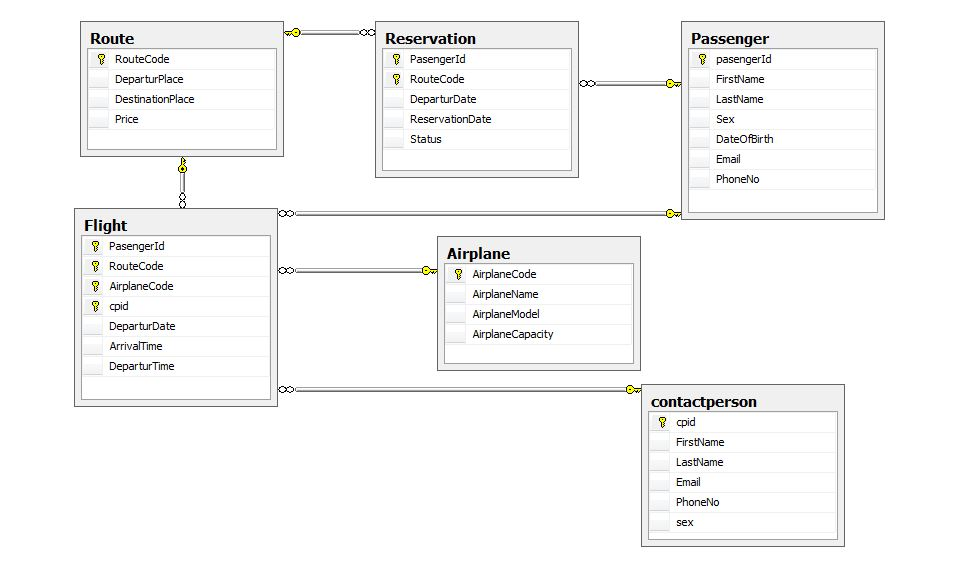 Route
RouteCode
DeparturPlace
DestinationPlace
Price
Reservation
PasengerId
RouteCode
DeparturDate
ReservationDate
Status
Passenger
pasengerId
FirstName
LastName
Sex
DateOfBirth
Email
PhoneNo
Flight
PasengerId
RouteCode
AirplaneCode
cpid
DeparturDate
ArrivalTime
DeparturTime
Airplane
AirplaneCode
AirplaneName
AirplaneModel
AirplaneCapacity
contactperson
cpid
FirstName
LastName
Email
PhoneNo
sex